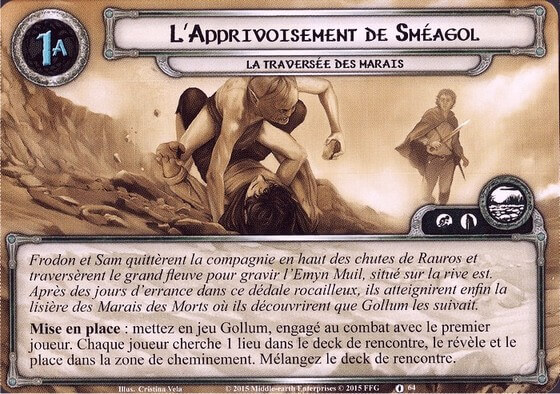 1A
L'Apprivoisement de Sméagol
La traversée des marais
Frodon et Sam quittèrent la compagnie en haut des chutes de Rauros et
traversèrent le grand fleuve pour gravir l'Emyn Muil, situé sur la rive est.
Après des jours d'errance dans ce dédale rocailleux, ils atteignirent enfin la
lisière des Marais des Morts où ils découvrirent que Gollum les suivait.
Mise en place : mettez en jeu Gollum, engagé au combat avec le premier
joueur. Chaque joueur cherche 1 lieu dans le deck de rencontre, le révèle et le
place dans la zone de cheminement. Mélangez le deck de rencontre.
Illus. Cristina Vela © 2015 Middle-earth Enterprises © 2015 FFG 64